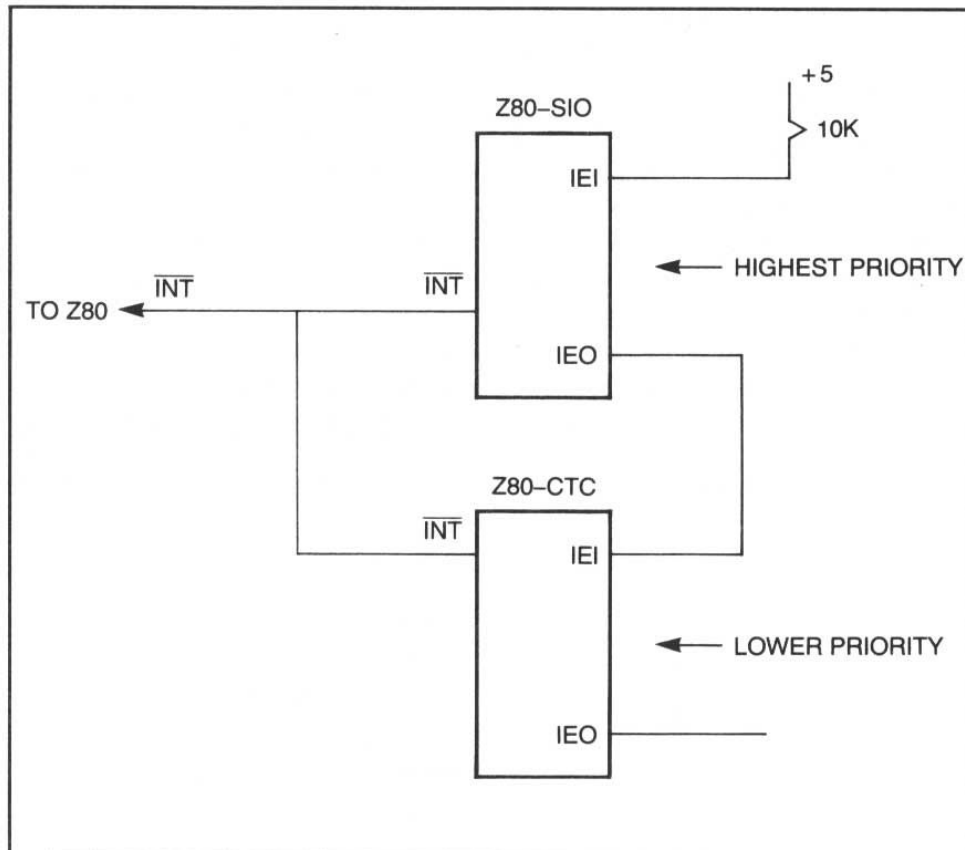 +5
10K
Z80–SIO
IEI
HIGHEST PRIORITY
INT
INT
TO Z80
IEO
Z80–CTC
INT
IEI
LOWER PRIORITY
IEO